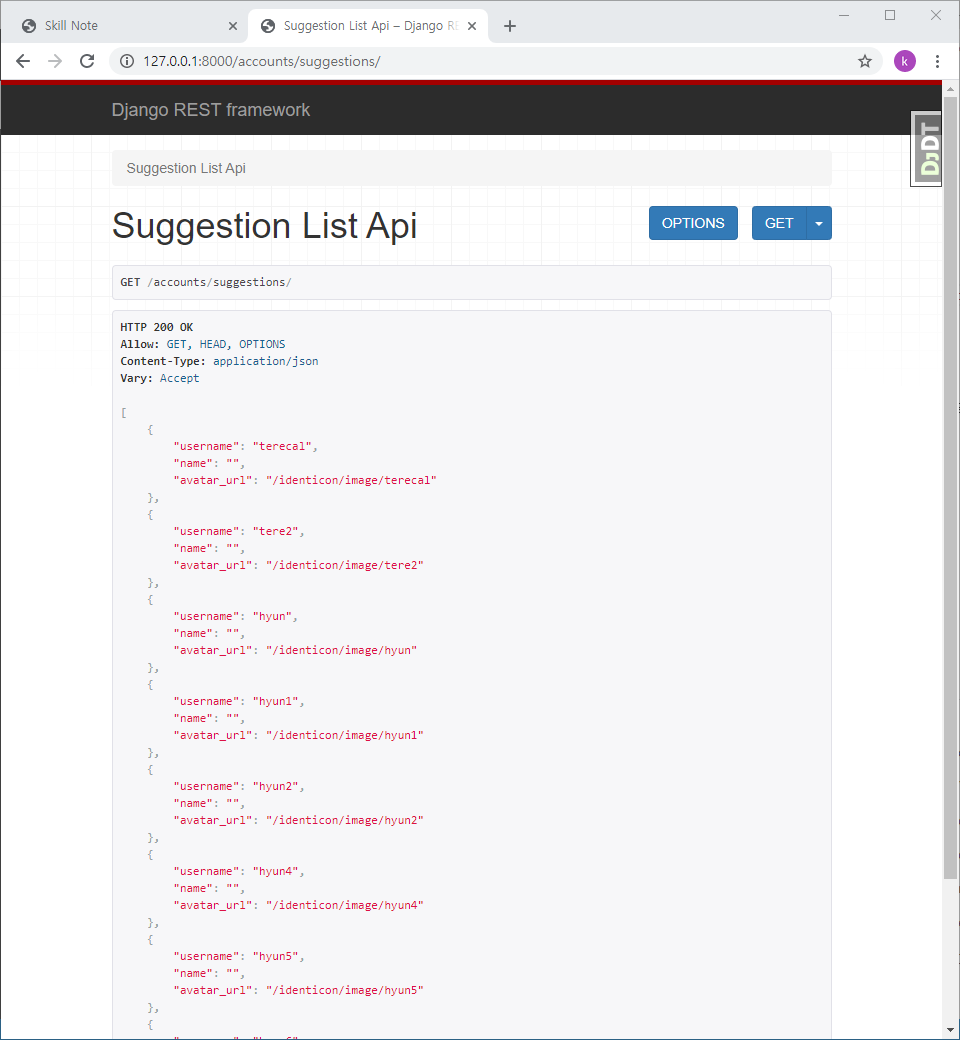 Skill Note
Suggestion List Api – Django R
127.0.0.1:8000/accounts/suggestions/
k
Django REST framework
DJDT
Suggestion List Api
Suggestion List Api
OPTIONS
GET
GET /accounts/suggestions/
HTTP 200 OK
Allow: GET, HEAD, OPTIONS
Content-Type: application/json
Vary: Accept
[
{
"username": "terecal",
"name": "",
"avatar_url": "/identicon/image/terecal"
},
{
"username": "tere2",
"name": "",
"avatar_url": "/identicon/image/tere2"
},
{
"username": "hyun",
"name": "",
"avatar_url": "/identicon/image/hyun"
},
{
"username": "hyun1",
"name": "",
"avatar_url": "/identicon/image/hyun1"
},
{
"username": "hyun2",
"name": "",
"avatar_url": "/identicon/image/hyun2"
},
{
"username": "hyun4",
"name": "",
"avatar_url": "/identicon/image/hyun4"
},
{
"username": "hyun5",
"name": "",
"avatar_url": "/identicon/image/hyun5"
},
{